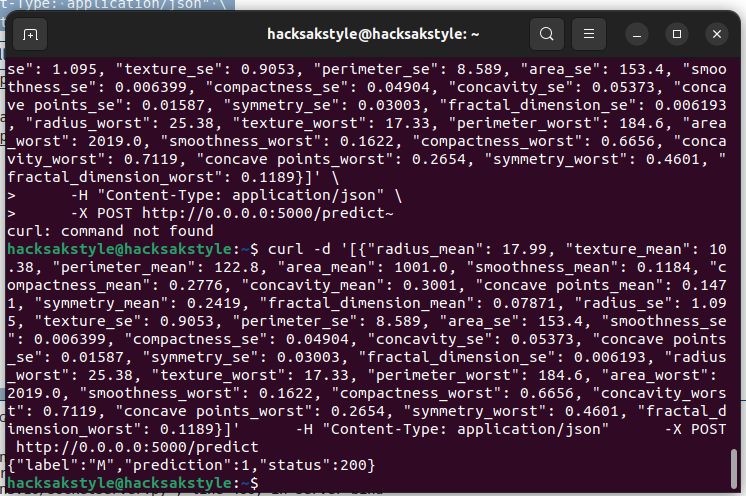 t-Type: application/json" \
hacksakstyle@hacksakstyle: ~
se": 1.095, "texture_se": 0.9053, "perimeter_se": 8.589, "area_se": 153.4, "smoo
thness_se": 0.006399, "compactness_se": 0.04904, "concavity_se": 0.05373, "conca
ve points_se": 0.01587, "symmetry_se": 0.03003, "fractal_dimension_se": 0.006193
, "radius_worst": 25.38, "texture_worst": 17.33, "perimeter_worst": 184.6, "area
_worst": 2019.0, "smoothness_worst": 0.1622, "compactness_worst": 0.6656, "conca
vity_worst": 0.7119, "concave points_worst": 0.2654, "symmetry_worst": 0.4601, "
fractal_dimension_worst": 0.1189}]' \
>      -H "Content-Type: application/json" \
>      -X POST http://0.0.0.0:5000/predict~
curl: command not found
hacksakstyle@hacksakstyle:~$ curl -d '[{"radius_mean": 17.99, "texture_mean": 10
.38, "perimeter_mean": 122.8, "area_mean": 1001.0, "smoothness_mean": 0.1184, "c
ompactness_mean": 0.2776, "concavity_mean": 0.3001, "concave points_mean": 0.147
1, "symmetry_mean": 0.2419, "fractal_dimension_mean": 0.07871, "radius_se": 1.09
5, "texture_se": 0.9053, "perimeter_se": 8.589, "area_se": 153.4, "smoothness_se
": 0.006399, "compactness_se": 0.04904, "concavity_se": 0.05373, "concave points
_se": 0.01587, "symmetry_se": 0.03003, "fractal_dimension_se": 0.006193, "radius
_worst": 25.38, "texture_worst": 17.33, "perimeter_worst": 184.6, "area_worst": 
2019.0, "smoothness_worst": 0.1622, "compactness_worst": 0.6656, "concavity_wors
t": 0.7119, "concave points_worst": 0.2654, "symmetry_worst": 0.4601, "fractal_d
imension_worst": 0.1189}]'      -H "Content-Type: application/json"      -X POST
 http://0.0.0.0:5000/predict
{"label":"M","prediction":1,"status":200}
hacksakstyle@hacksakstyle:~$